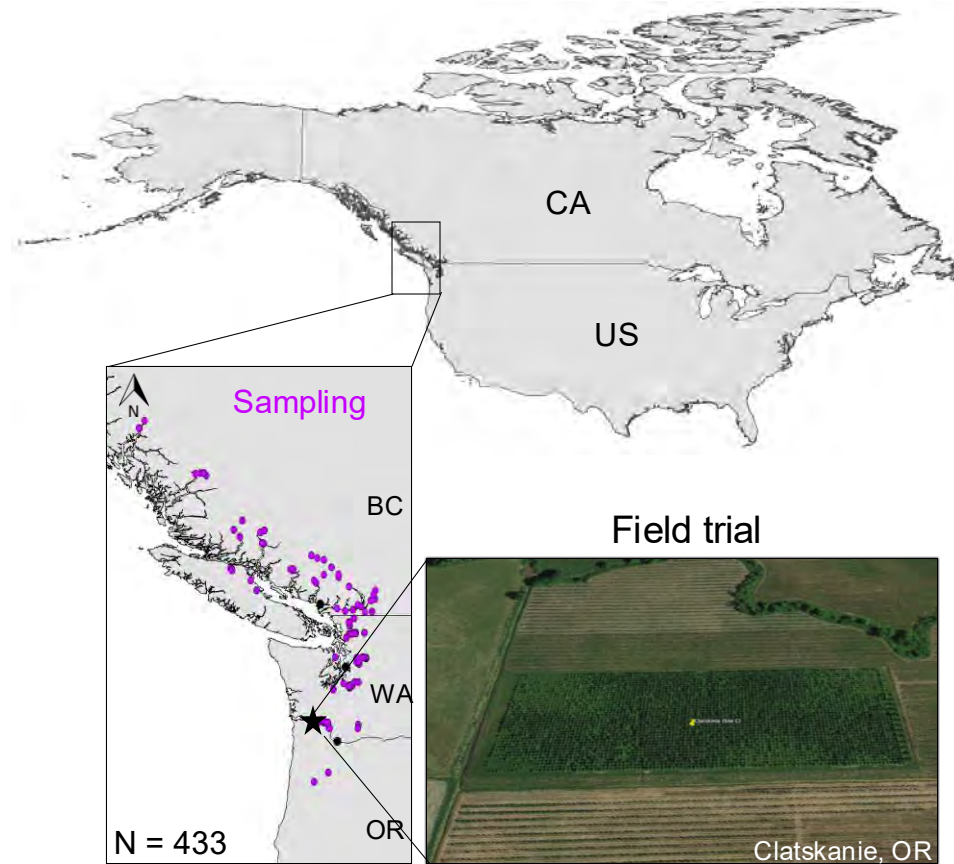 CA
US
Sampling
N
BC
Field trial
WA
OR
N = 433
Clatskanie, OR